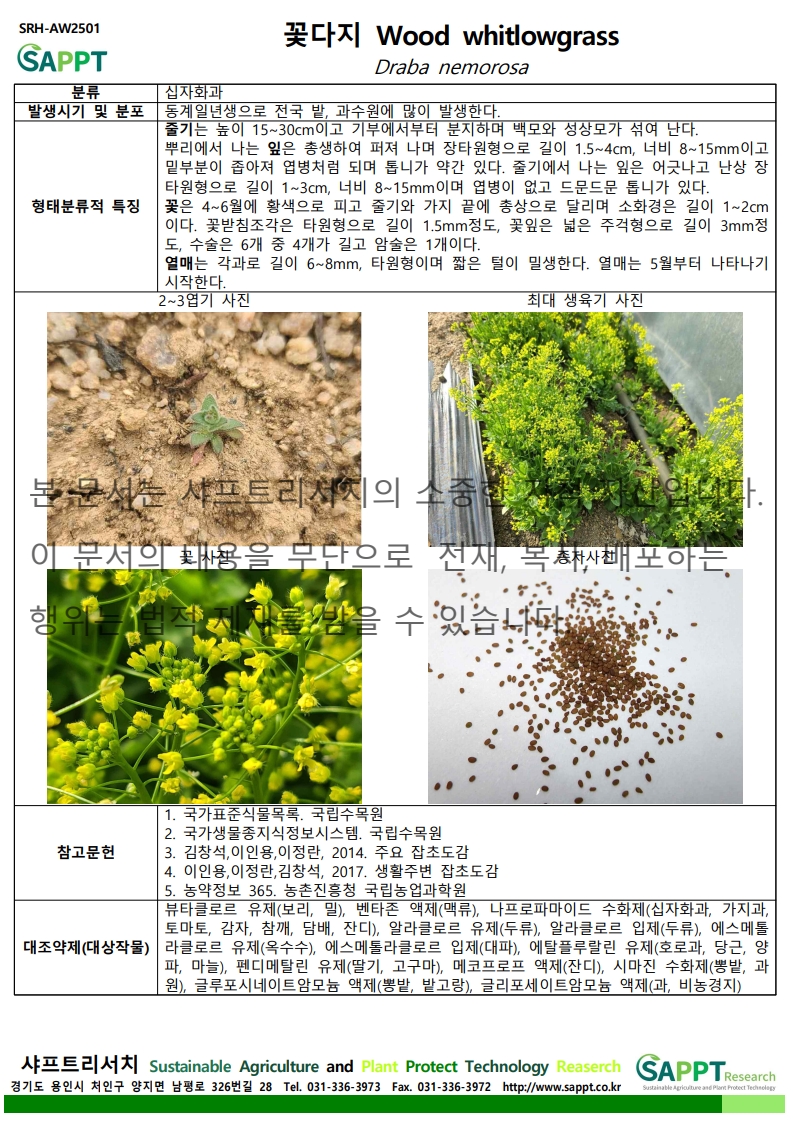 SRH-AW2501
SAPPT
꽃다지 Wood whitlowgrass
Draba nemorosa
분류
십자화과
발생시기 및 분포
동계일년생으로 전국 밭, 과수원에 많이 발생한다.
형태분류적 특징
줄기는 높이 15~30cm이고 기부에서부터 분지하며 백모와 성상모가 섞여 난다.
뿌리에서 나는 잎은 총생하여 퍼져 나며 장타원형으로 길이 1.5~4cm, 너비 8~15mm이고
밑부분이 좁아져 엽병처럼 되며 톱니가 약간 있다. 줄기에서 나는 잎은 어긋나고 난상 장
타원형으로 길이 1~3cm, 너비 8~15mm이며 엽병이 없고 드문드문 톱니가 있다.
꽃은 4~6월에 황색으로 피고 줄기와 가지 끝에 총상으로 달리며 소화경은 길이 1~2cm
이다. 꽃받침조각은 타원형으로 길이 1.5mm정도, 꽃잎은 넓은 주걱형으로 길이 3mm정
도, 수술은 6개 중 4개가 길고 암술은 1개이다.
열매는 각과로 길이 6~8mm, 타원형이며 짧은 털이 밀생한다. 열매는 5월부터 나타나기
시작한다.
2~3엽기 사진
최대 생육기 사진
본 문서는 샤프트리서치의 소중한 지적 자산입니다.
꽃 사진
종자사진
이 문서의 내용을 무단으로 전재, 복사, 배포하는
행위는 법적 제재를 받을 수 있습니다.
참고문헌
1. 국가표준식물목록. 국립수목원
2. 국가생물종지식정보시스템. 국립수목원
3. 김창석,이인용,이정란, 2014. 주요 잡초도감
4. 이인용,이정란,김창석, 2017. 생활주변 잡초도감
5. 농약정보 365. 농촌진흥청 국립농업과학원
대조약제(대상작물)
뷰타클로르 유제(보리, 밀), 벤타존 액제(맥류), 나프로파마이드 수화제(십자화과, 가지과,
토마토, 감자, 참깨, 담배, 잔디), 알라클로르 유제(두류), 알라클로르 입제(두류), 에스메톨
라클로르 유제(옥수수), 에스메톨라클로르 입제(대파), 에탈플루랄린 유제(호로과, 당근, 양
파, 마늘), 펜디메탈린 유제(딸기, 고구마), 메코프로프 액제(잔디), 시마진 수화제(뽕밭, 과
원), 글루포시네이트암모늄 액제(뽕밭, 밭고랑), 글리포세이트암모늄 액제(과, 비농경지)
샤프트리서치 Sustainable Agriculture and Plant Protect Technology Reaserch
경기도 용인시 처인구 양지면 남평로 326번길 28 Tel. 031-336-3973 Fax. 031-336-3972 http://www.sappt.co.kr
SAPPT Research
Sustainable Agriculture and Plant Protect Technology